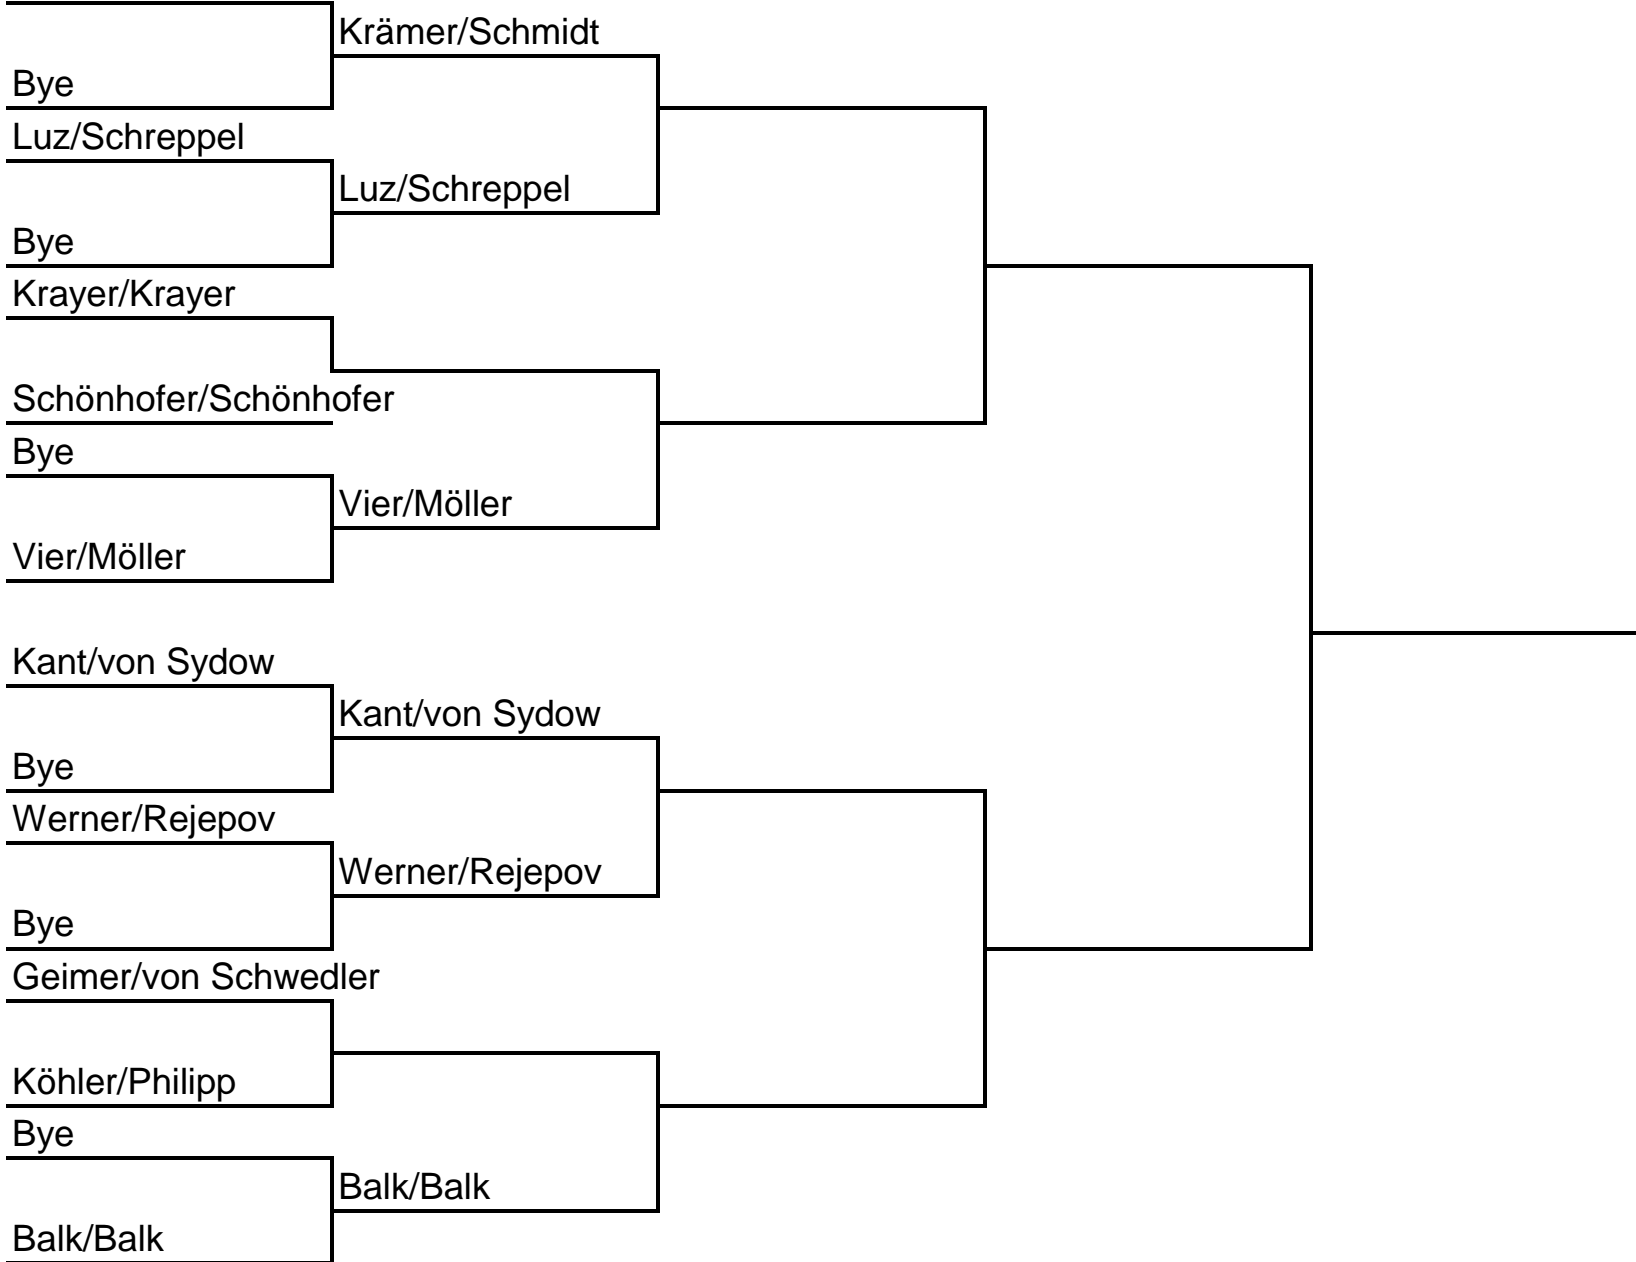 Krämer/Schmidt
Bye
Luz/Schreppel
Luz/Schreppel
Bye
Krayer/Krayer
Schönhofer/Schönhofer
Bye
Vier/Möller
Vier/Möller
Kant/von Sydow
Kant/von Sydow
Bye
Werner/Rejepov
Werner/Rejepov
Bye
Geimer/von Schwedler
Köhler/Philipp
Bye
Balk/Balk
Balk/Balk